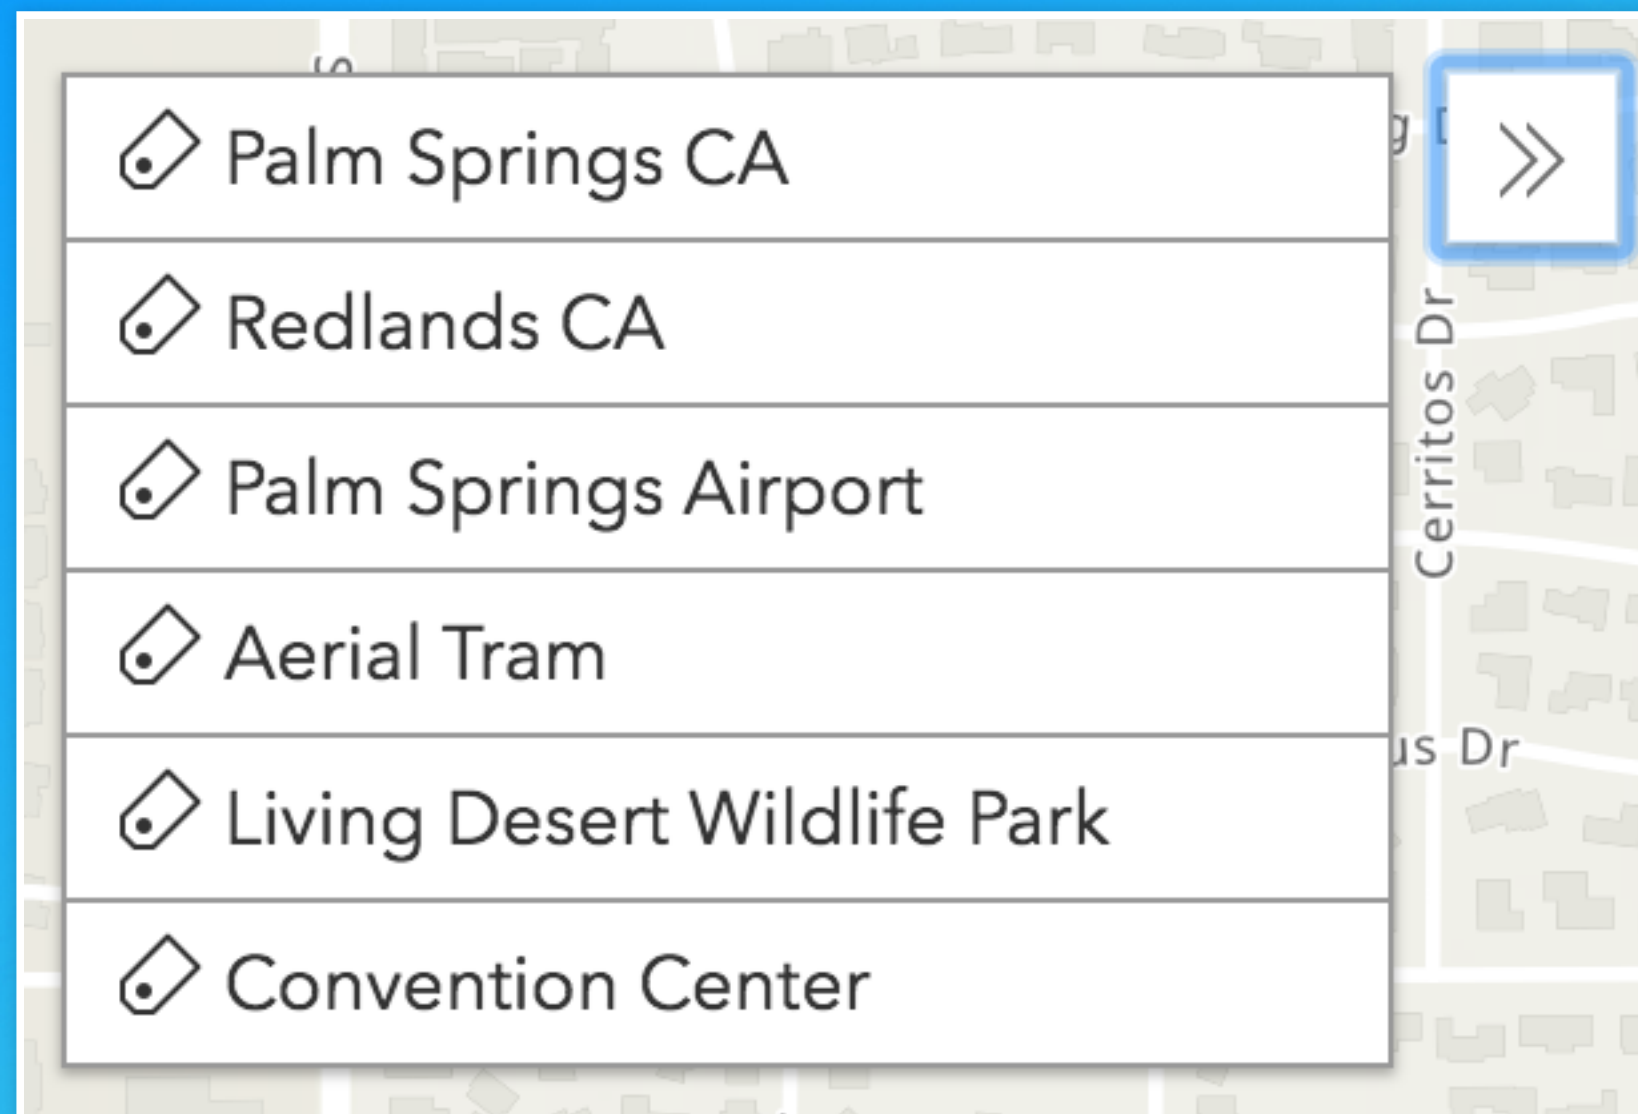 Palm Springs CA
Redlands CA
Palm Springs Airport
Aerial Tram
Living Desert Wildlife Park
Convention Center
Cerritos Dr
Dr